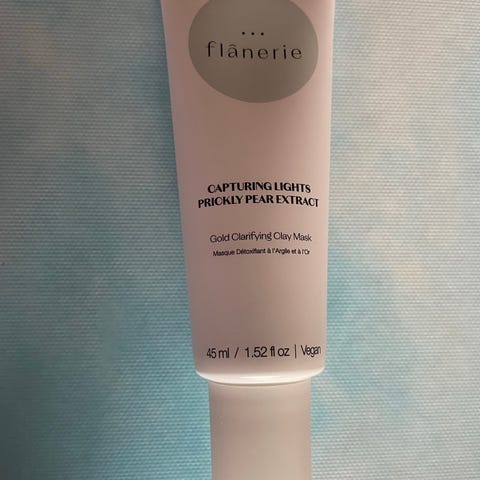 flânerie
CAPTURING LIGHTS
PRICKLY PEAR EXTRACT
Gold Clarifying Clay Mask
Masque Détoxifiant à l'Argile et à l'Or
45 ml / 1.52 fl oz | Vegan